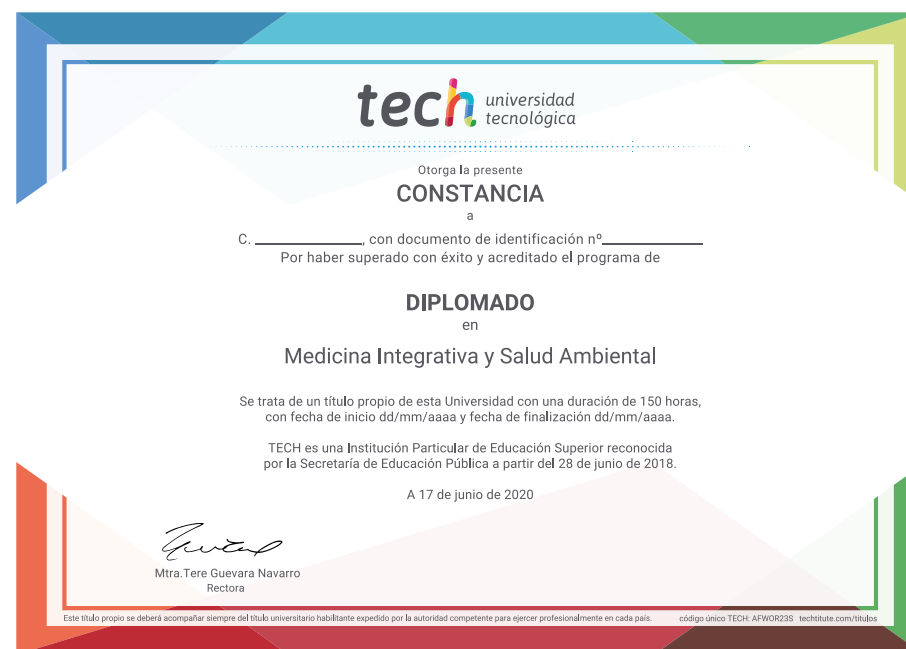 tech universidad
tecnológica
Otorga la presente
CONSTANCIA
a
C. ______________, con documento de identificación nº_____________
Por haber superado con éxito y acreditado el programa de
DIPLOMADO
en
Medicina Integrativa y Salud Ambiental
Se trata de un título propio de esta Universidad con una duración de 150 horas,
con fecha de inicio dd/mm/aaaa y fecha de finalización dd/mm/aaaa.
TECH es una Institución Particular de Educación Superior reconocida
por la Secretaría de Educación Pública a partir del 28 de junio de 2018.
A 17 de junio de 2020
Mtra.Tere Guevara Navarro
Rectora
Este título propio se deberá acompañar siempre del título universitario habilitante expedido por la autoridad competente para ejercer profesionalmente en cada país. código único TECH: AFWOR23S techtitute.com/titulos